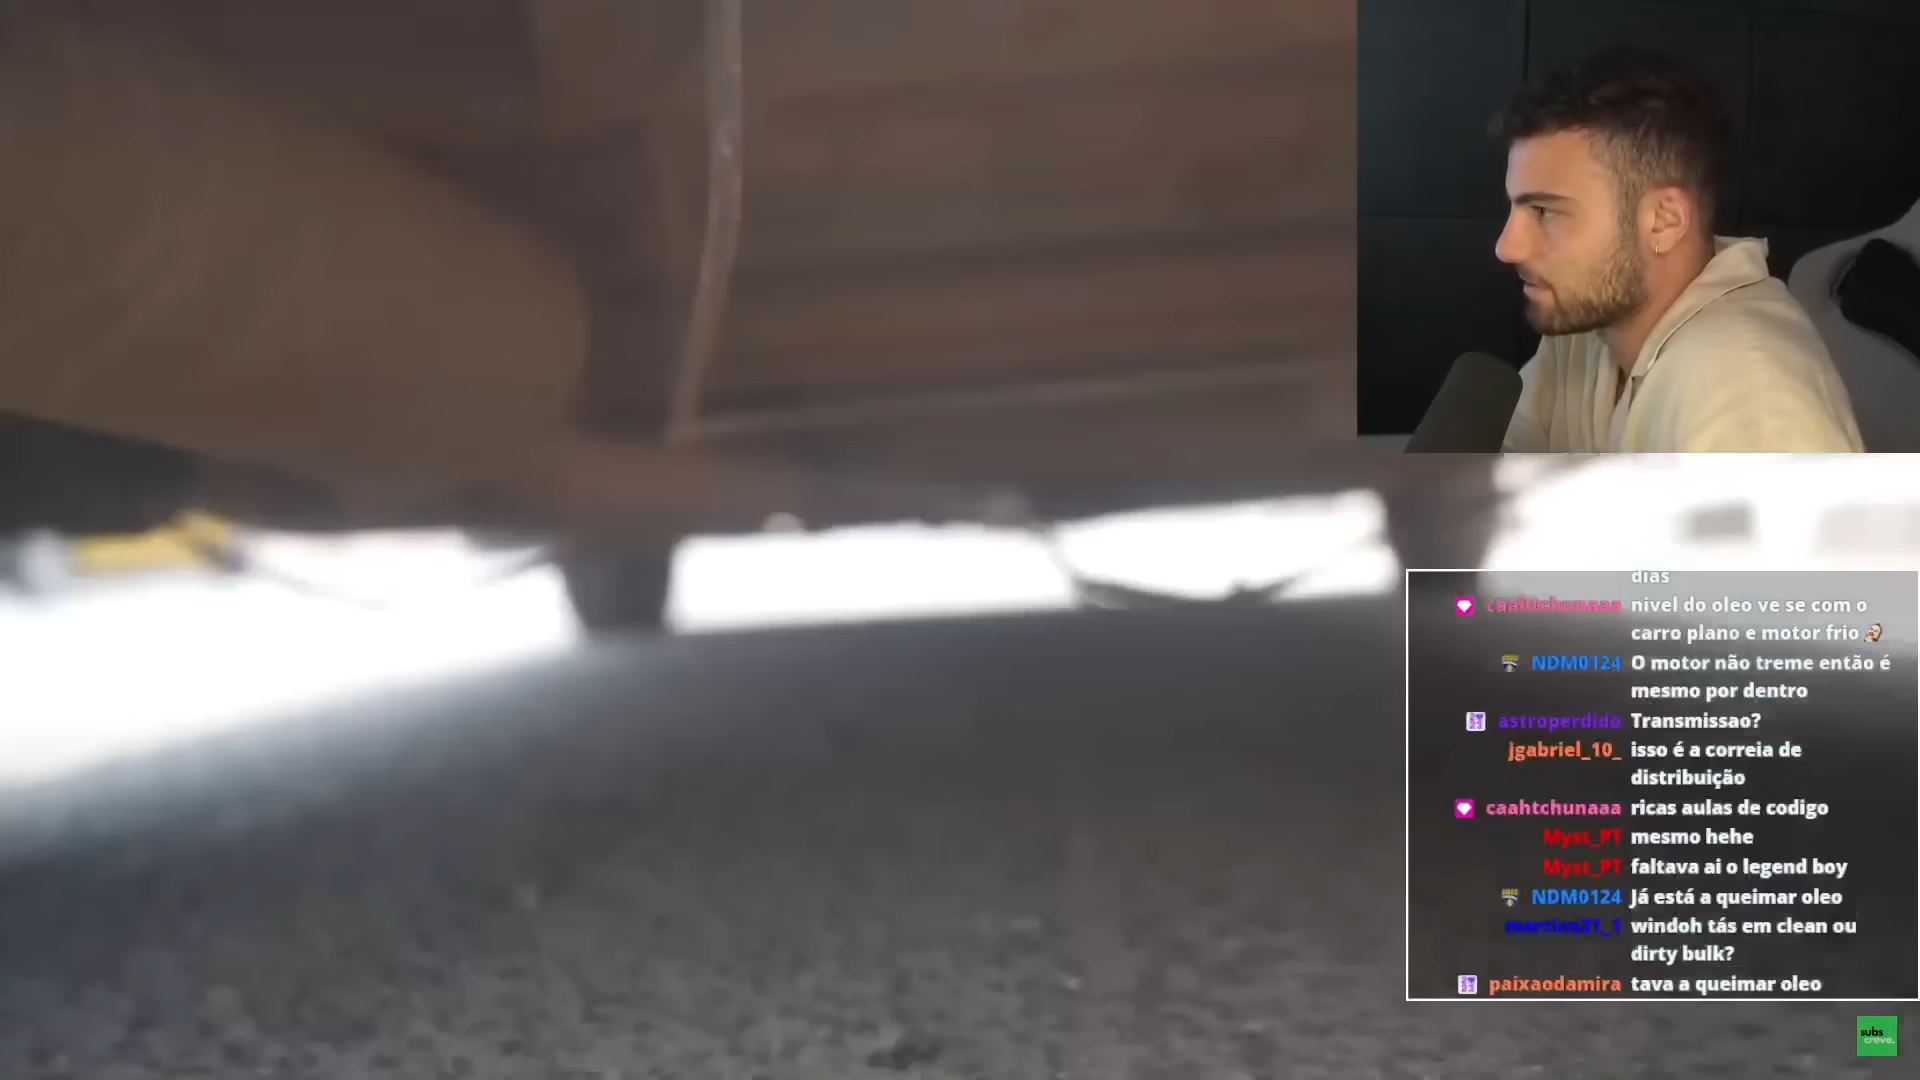 dias
caahtchunaaa nivel do oleo ve se com o
carro plano e motor frio
NDM0124 O motor não treme então é
mesmo por dentro
astroperdido Transmissao?
jgabriel_10_ isso é a correia de
distribuição
caahtchunaaa ricas aulas de codigo
Myst_PT mesmo hehe
Myst_PT faltava ai o legend boy
NDM0124 Já está a queimar oleo
martins21_1 windoh tás em clean ou
dirty bulk?
paixaodamira tava a queimar oleo
subs
creve.